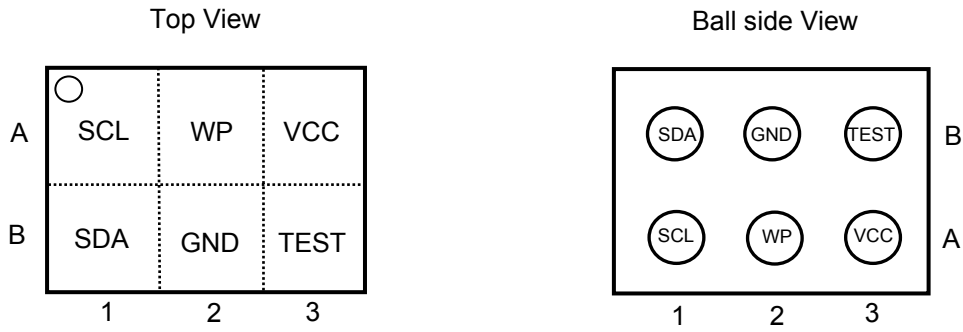 Top View
A SCL WP VCC
B SDA GND TEST
1 2 3
Ball side View
SDA GND TEST B
SCL WP VCC A
1 2 3